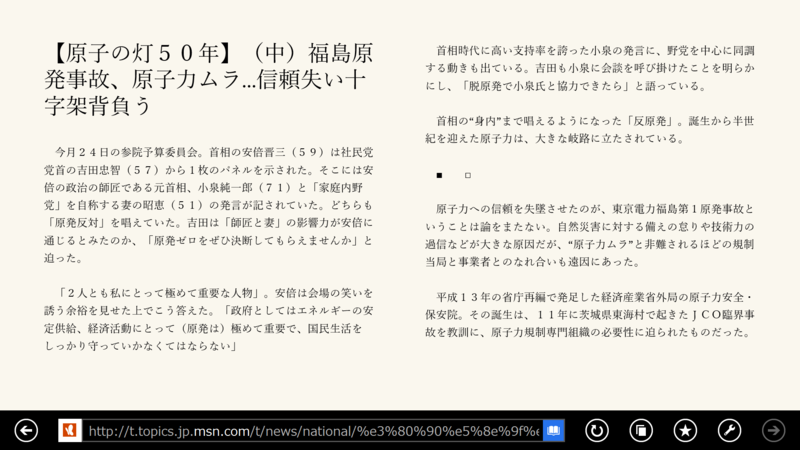 【原子の灯５０年】（中）福島原
発事故、原子力ムラ…信頼失い十
字架背負う
今月２４日の参院予算委員会。首相の安倍晋三（５９）は社民党
党首の吉田忠智（５７）から１枚のパネルを示された。そこには安
倍の政治の師匠である元首相、小泉純一郎（７１）と「家庭内野
党」を自称する妻の昭恵（５１）の発言が記されていた。どちらも
「原発反対」を唱えていた。吉田は「師匠と妻」の影響力が安倍に
通じるとみたのか、「原発ゼロをぜひ決断してもらえませんか」と
迫った。
「２人とも私にとって極めて重要な人物」。安倍は会場の笑いを
誘う余裕を見せた上でこう答えた。「政府としてはエネルギーの安
定供給、経済活動にとって（原発は）極めて重要で、国民生活を
しっかり守っていかなくてはならない」
首相時代に高い支持率を誇った小泉の発言に、野党を中心に同調
する動きも出ている。吉田も小泉に会談を呼び掛けたことを明らか
にし、「脱原発で小泉氏と協力できたら」と語っている。
首相の“身内”まで唱えるようになった「反原発」。誕生から半世
紀を迎えた原子力は、大きな岐路に立たされている。
■　　□
原子力への信頼を失墜させたのが、東京電力福島第１原発事故と
いうことは論をまたない。自然災害に対する備えの怠りや技術力の
過信などが大きな原因だが、“原子力ムラ”と非難されるほどの規制
当局と事業者とのなれ合いも遠因にあった。
平成１３年の省庁再編で発足した経済産業省外局の原子力安全・
保安院。その誕生は、１１年に茨城県東海村で起きたＪＣＯ臨界事
故を教訓に、原子力規制専門組織の必要性に迫られたものだった。
http://t.topics.jp.msn.com/t/news/national/%e3%80%90%e5%8e%9f%e